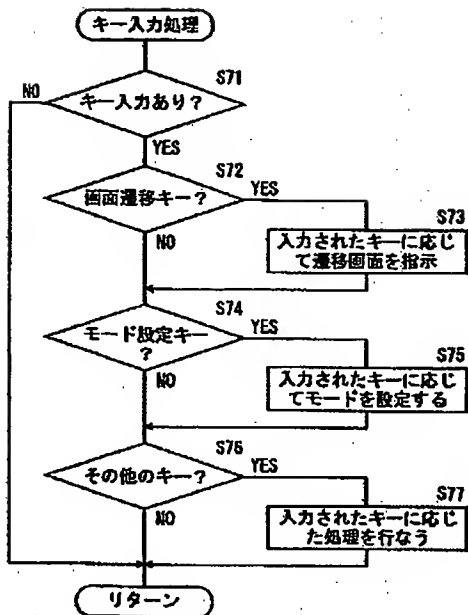 キー入力処理
S71
NO
キー入力あり？
YES
S72
画面遷移キー？
YES
S73
入力されたキーに応じ
て遷移画面を指示
NO
S74
モード設定キー
？
YES
S75
入力されたキーに応じ
てモードを設定する
NO
S76
その他のキー？
YES
S77
入力されたキーに応じ
た処理を行なう
NO
リターン